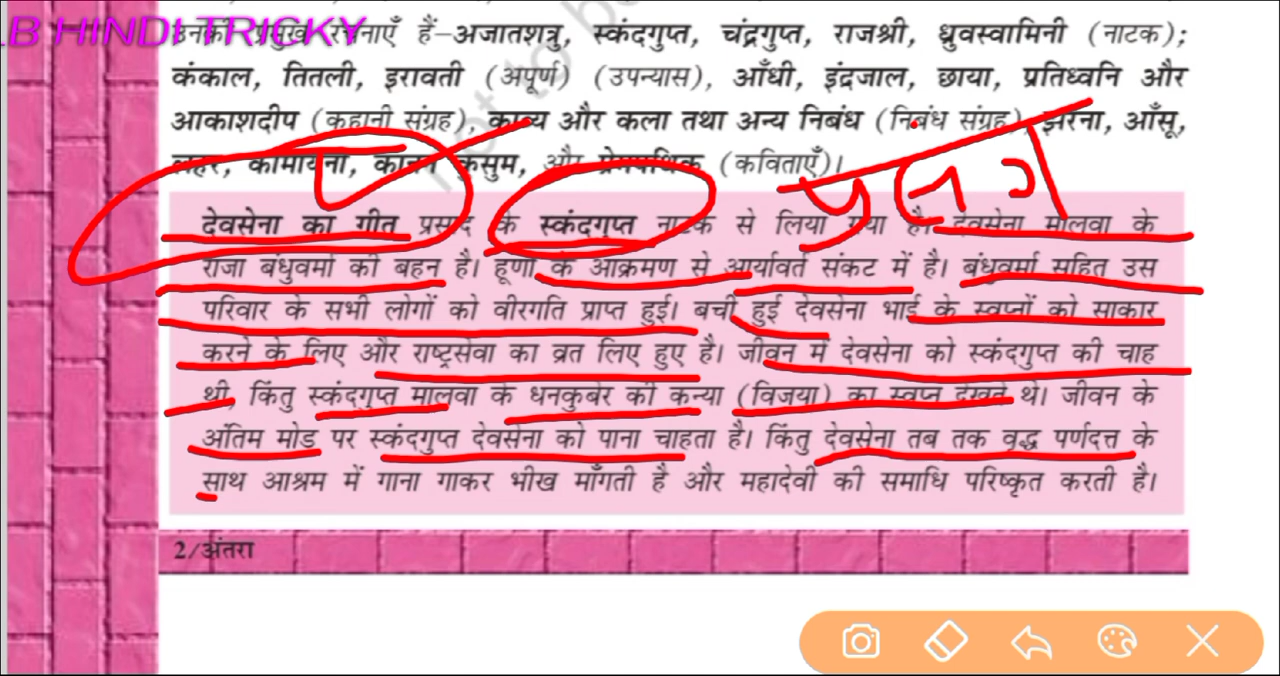 LB HINDI TRICKY
उनकी प्रमुख रचनाएँ हैं–अजातशत्रु, स्कंदगुप्त, चंद्रगुप्त, राजश्री, ध्रुवस्वामिनी (नाटक);
कंकाल, तितली, इरावती (अपूर्ण) (उपन्यास), आँधी, इंद्रजाल, छाया, प्रतिध्वनि और
आकाशदीप (कहानी संग्रह), काव्य और कला तथा अन्य निबंध (निबंध संग्रह) झरना, आँसू,
लहर, कामायनी, कानन कुसुम, और प्रेमपथिक (कविताएँ)।
देवसेना का गीत प्रसाद के स्कंदगुप्त नाटक से लिया गया है। देवसेना मालवा के
राजा बंधुवर्मा की बहन है। हूणों के आक्रमण से आर्यावर्त संकट में है। बंधुवर्मा सहित उस
परिवार के सभी लोगों को वीरगति प्राप्त हुई। बची हुई देवसेना भाई के स्वप्नों को साकार
करने के लिए और राष्ट्रसेवा का व्रत लिए हुए है। जीवन में देवसेना को स्कंदगुप्त की चाह
थी, किंतु स्कंदगुप्त मालवा के धनकुबेर की कन्या (विजया) का स्वप्न देखते थे। जीवन के
अंतिम मोड़ पर स्कंदगुप्त देवसेना को पाना चाहता है। किंतु देवसेना तब तक वृद्ध पर्णदत्त के
साथ आश्रम में गाना गाकर भीख माँगती है और महादेवी की समाधि परिष्कृत करती है।
2/अंतरा